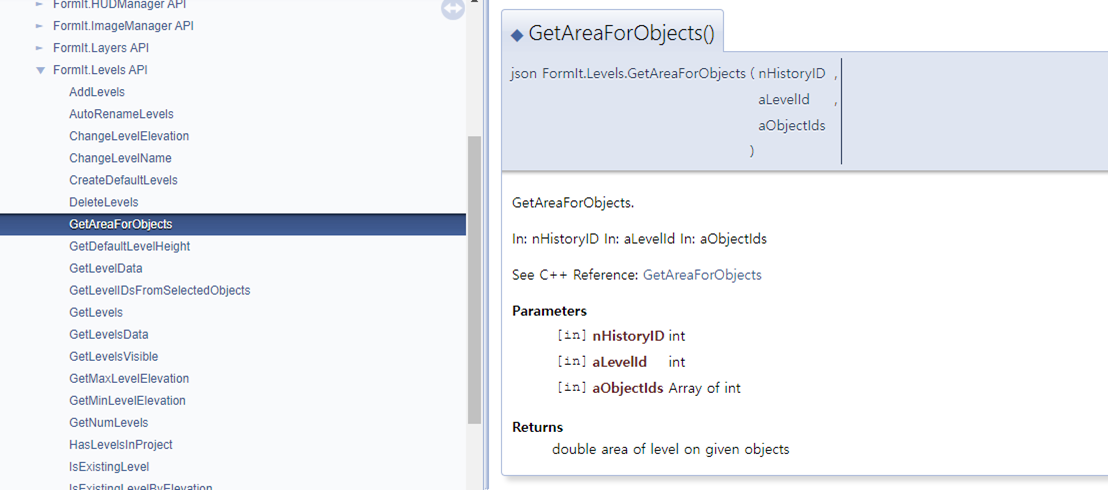 FormIt.HUDManager API
FormIt.ImageManager API
FormIt.Layers API
FormIt.Levels API
AddLevels
AutoRenameLevels
ChangeLevelElevation
ChangeLevelName
CreateDefaultLevels
DeleteLevels
GetAreaForObjects
GetDefaultLevelHeight
GetLevelData
GetLevelIDsFromSelectedObjects
GetLevels
GetLevelsData
GetLevelsVisible
GetMaxLevelElevation
GetMinLevelElevation
GetNumLevels
HasLevelsInProject
IsExistingLevel
IsExistingLevelByElevation
GetAreaForObjects()
json FormIt.Levels.GetAreaForObjects ( nHistoryID ,
aLevelId ,
aObjectIds
)
GetAreaForObjects.
In: nHistoryID In: aLevelId In: aObjectIds
See C++ Reference: GetAreaForObjects
Parameters
[in] nHistoryID int
[in] aLevelId int
[in] aObjectIds Array of int
Returns
double area of level on given objects